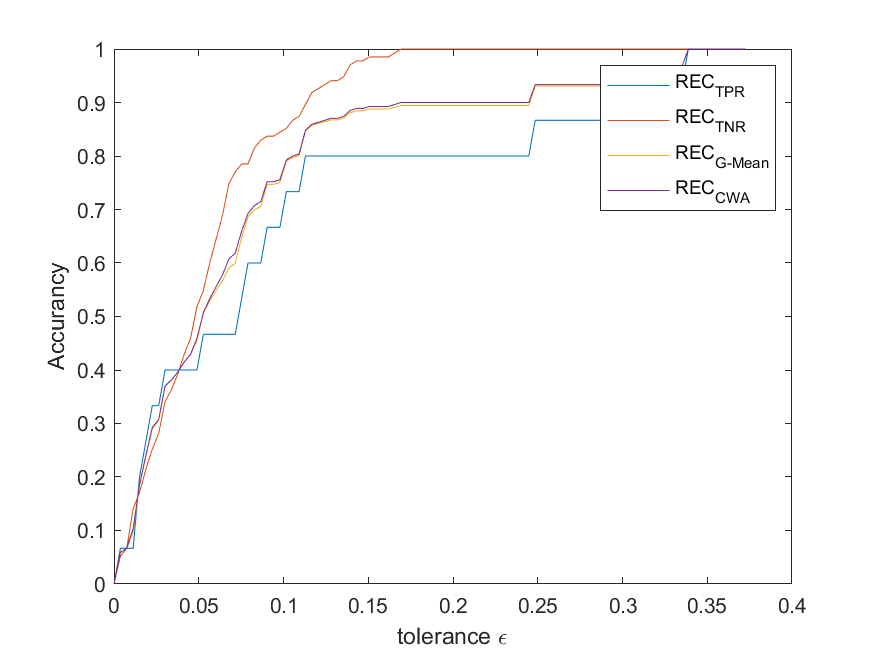 1
0.9
0.8
0.7
0.6
0.5
0.4
0.3
0.2
0.1
0
Accurancy
0 0.05 0.1 0.15 0.2 0.25 0.3 0.35 0.4
tolerance ϵ
REC_TPR
REC_TNR
REC_G-Mean
REC_CWA